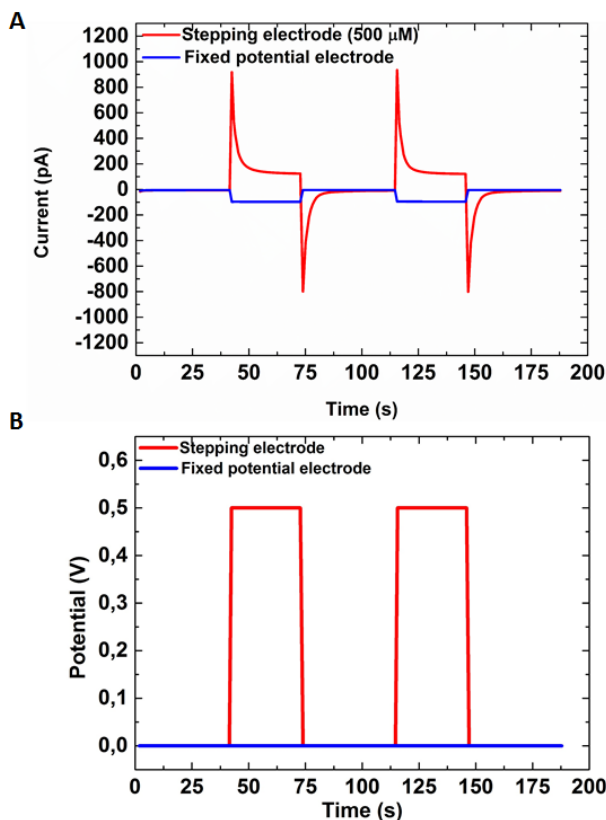 A
Stepping electrode (500 μM)
Fixed potential electrode
1200
1000
800
600
400
200
0
-200
-400
-600
-800
-1000
-1200
Current (pA)
0 25 50 75 100 125 150 175 200
Time (s)
B
Stepping electrode
Fixed potential electrode
0,6
0,5
0,4
0,3
0,2
0,1
0,0
Potential (V)
0 25 50 75 100 125 150 175 200
Time (s)